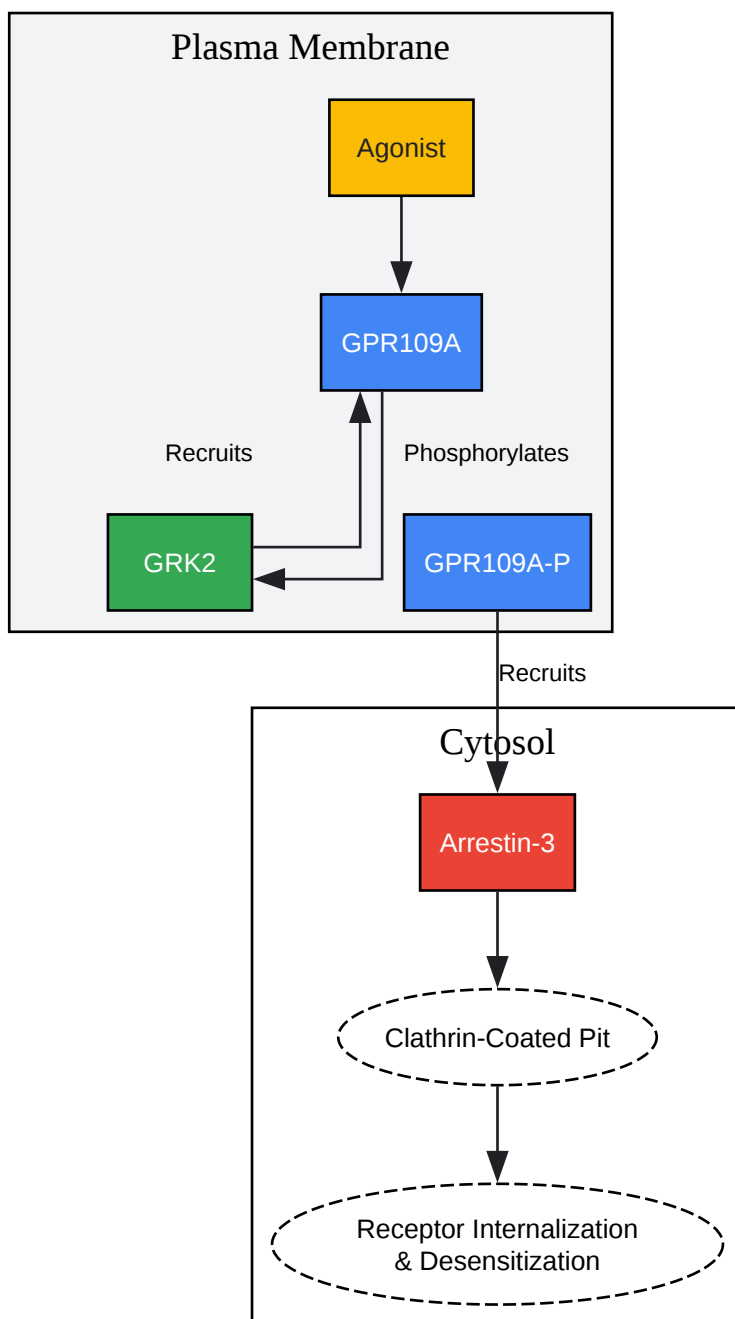 Plasma Membrane
Agonist
GPR109A
Recruits
Phosphorylates
GRK2
GPR109A-P
Recruits
Cytosol
Arrestin-3
Clathrin-Coated Pit
Receptor Internalization
& Desensitization